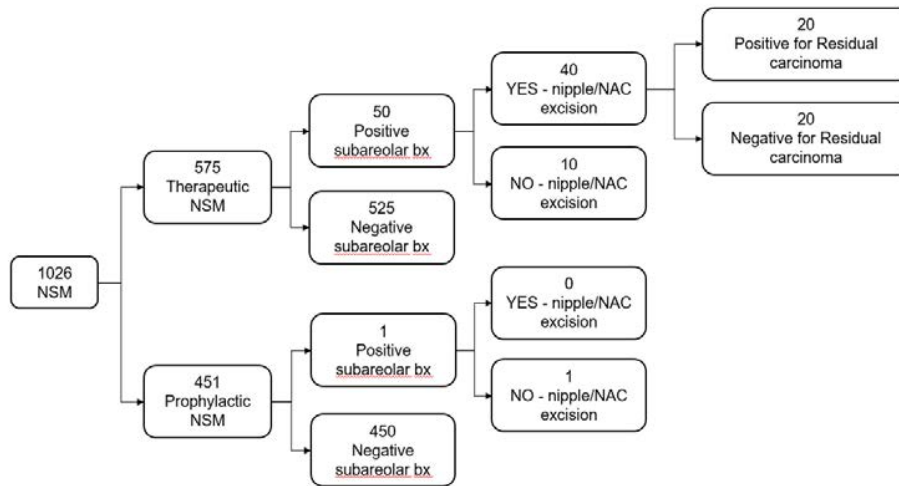 1026
NSM
575
Therapeutic
NSM
451
Prophylactic
NSM
50
Positive
subareolar bx
525
Negative
subareolar bx
1
Positive
subareolar bx
450
Negative
subareolar bx
40
YES - nipple/NAC
excision
10
NO - nipple/NAC
excision
0
YES - nipple/NAC
excision
1
NO - nipple/NAC
excision
20
Positive for Residual
carcinoma
20
Negative for Residual
carcinoma